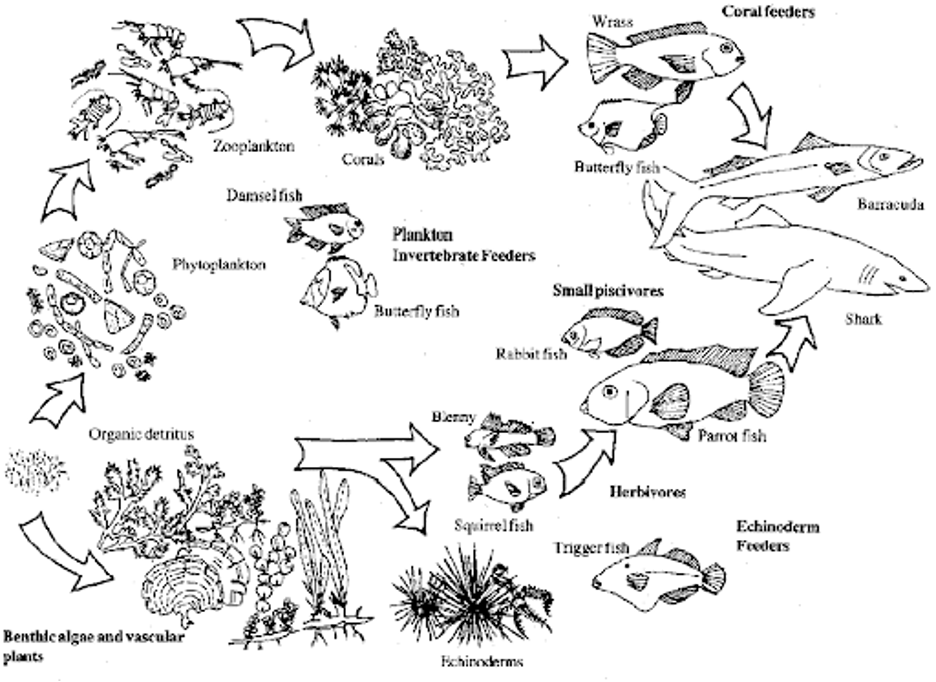 Coral feeders
Wrass
Zooplankton
Corals
Butterfly fish
Barracuda
Damsel fish
Plankton
Invertebrate Feeders
Phytoplankton
Butterfly fish
Small piscivores
Shark
Rabbit fish
Blenny
Parrot fish
Organic detritus
Herbivores
Squirrel fish
Echinoderm
Feeders
Trigger fish
Benthic algae and vascular
plants
Echinoderms